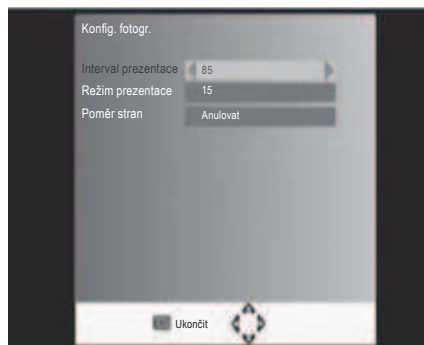 Konfig. fotogr.
Interval prezentace 85
Režim prezentace 15
Poměr stran Anulovat
Ukončit